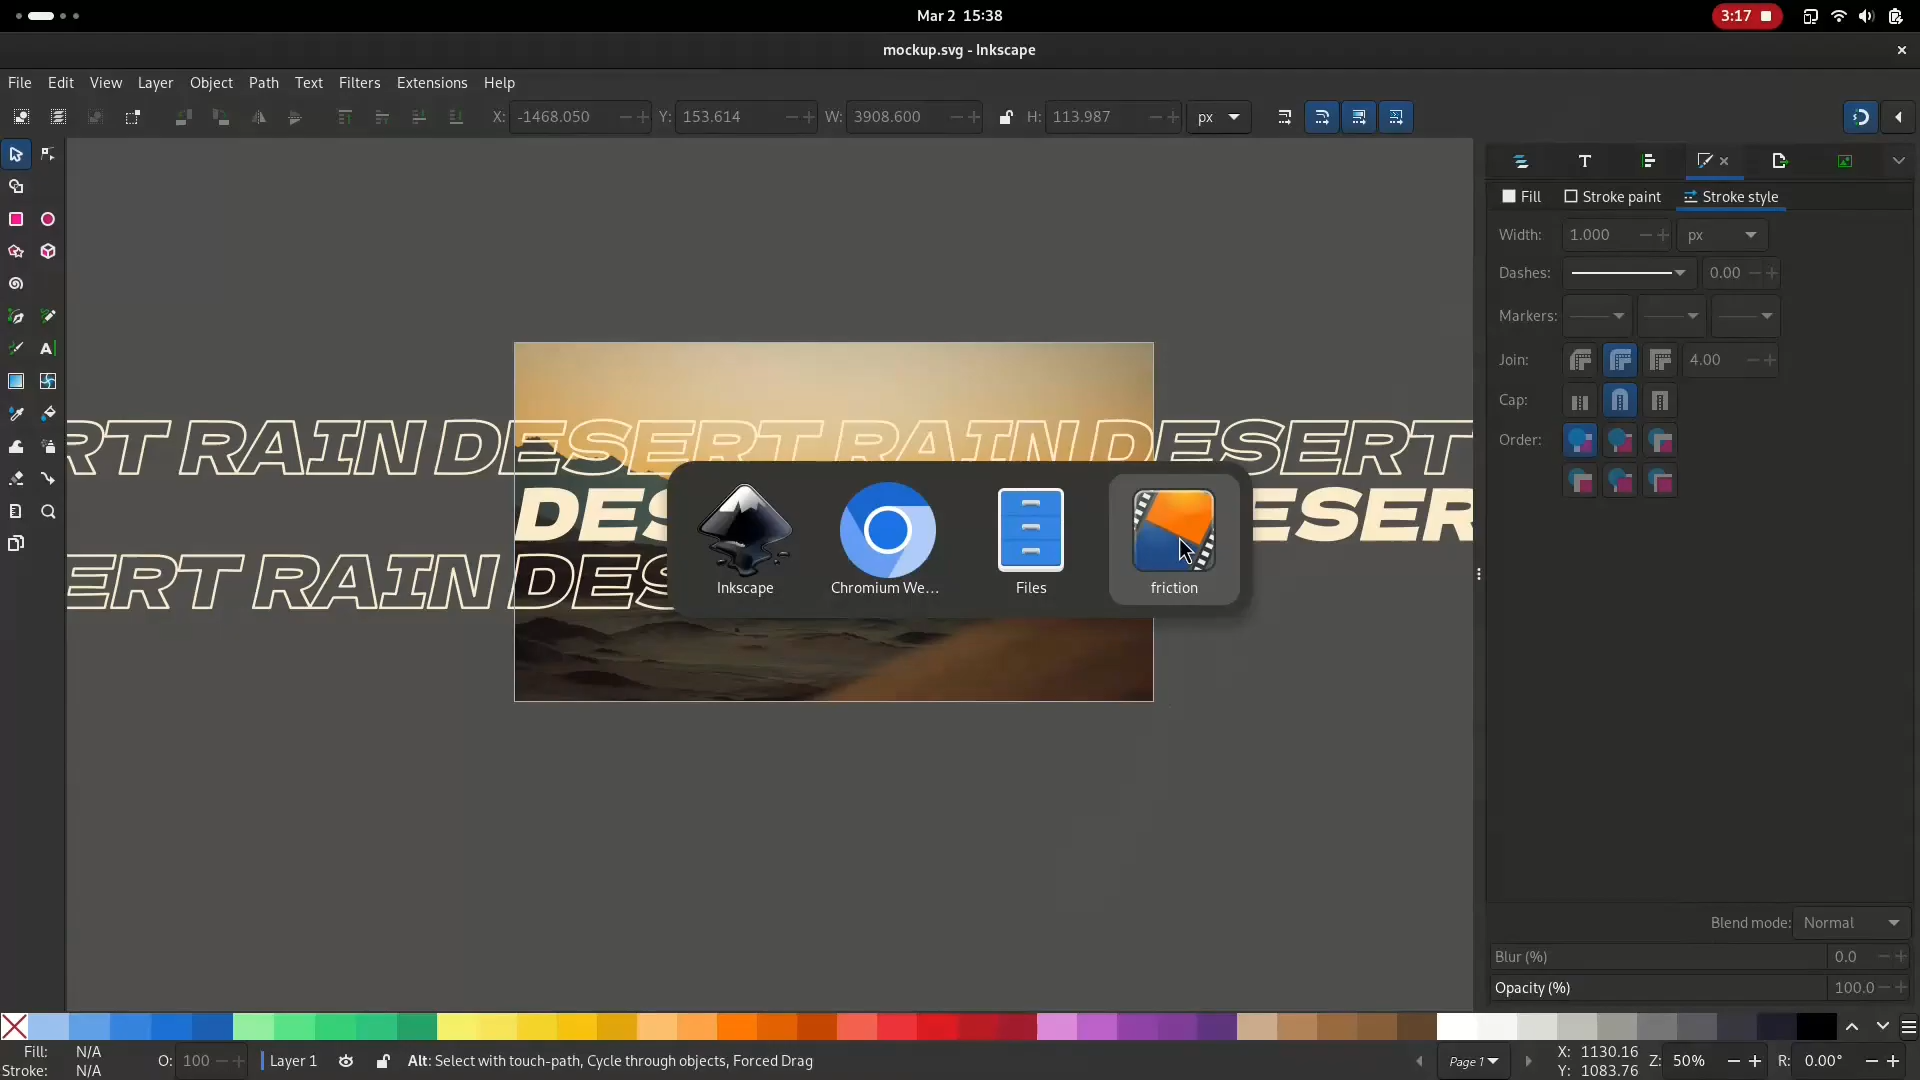 Mar 2 15:38
3:17
mockup.svg - Inkscape
File Edit View Layer Object Path Text Filters Extensions Help
X: -1468.050 Y: 153.614 W: 3908.600 H: 113.987 px
Fill Stroke paint Stroke style
Width: 1.000 px
Dashes: 0.00
Markers:
Join: 4.00
Cap:
Order:
RT RAIN DESERT RAIN DESERT
DES ESER
ERT RAIN DES
Inkscape Chromium We... Files friction
Blend mode: Normal
Blur (%) 0.0
Opacity (%) 100.0
Fill: N/A
Stroke: N/A
O: 100 Layer 1 Alt: Select with touch-path, Cycle through objects, Forced Drag Page 1
X: 1130.16
Y: 1083.76
Z: 50% R: 0.00°